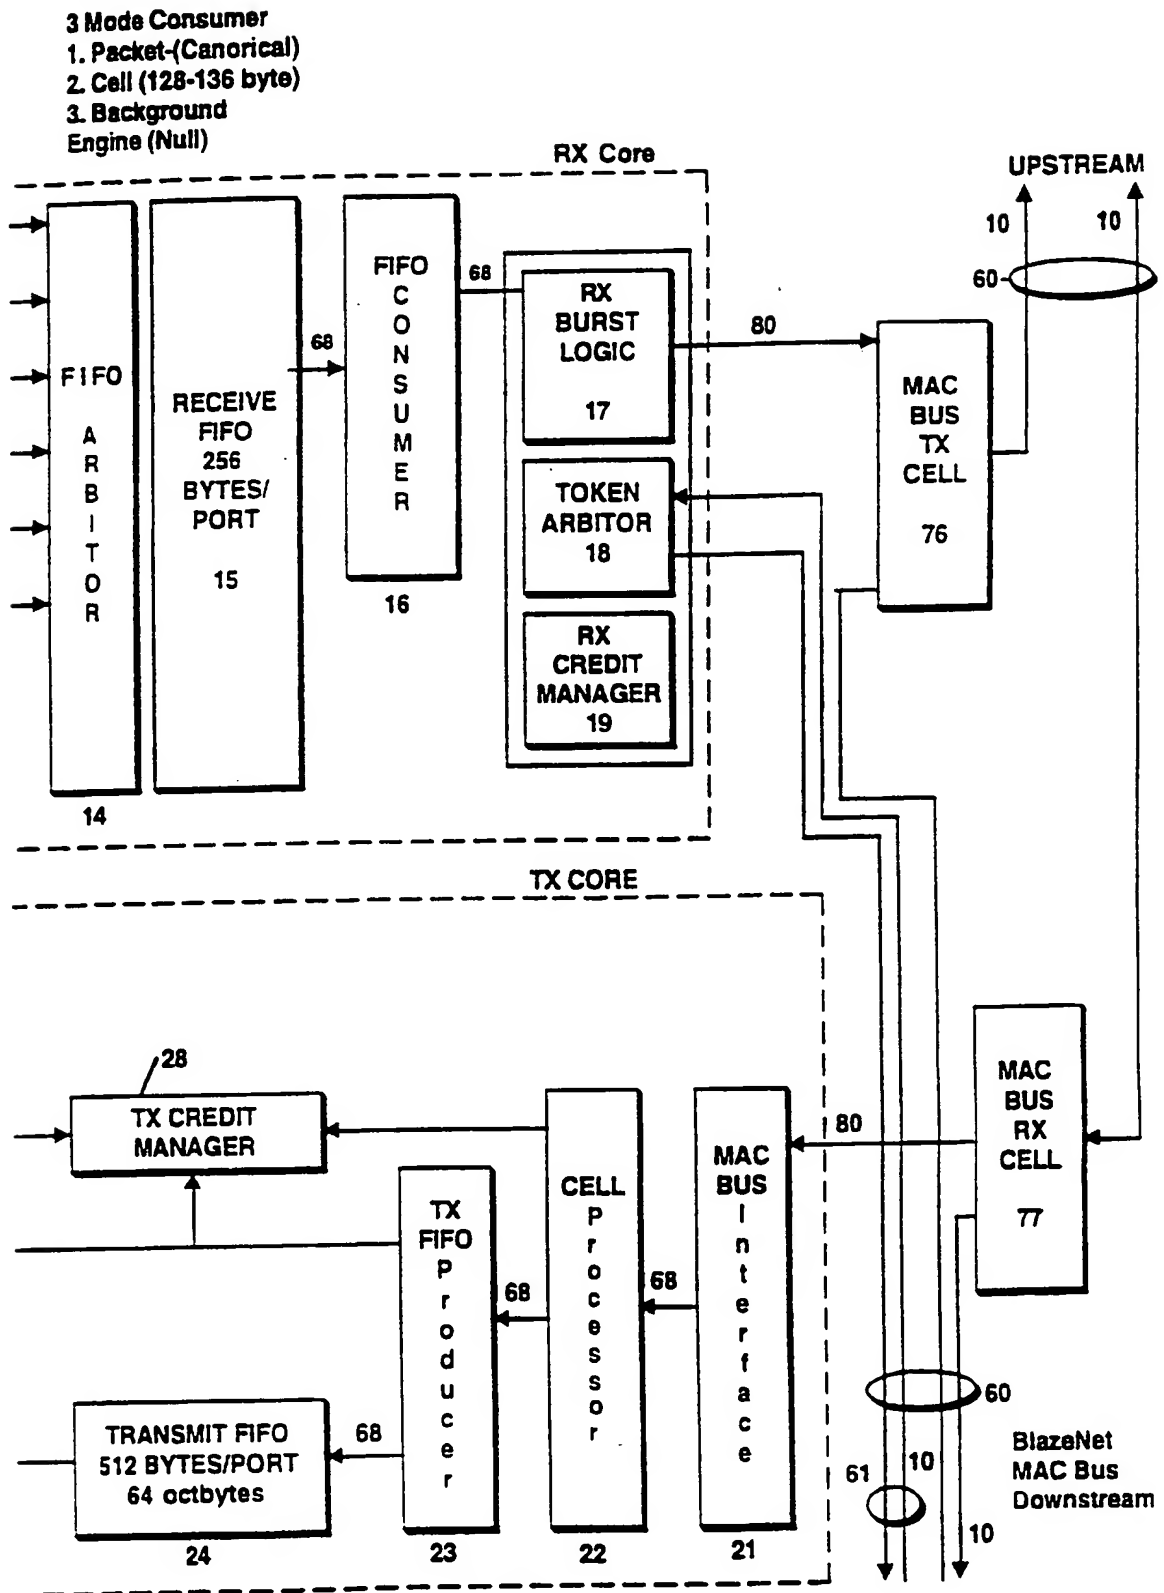 3 Mode Consumer
1. Packet-(Canorical)
2. Cell (128-136 byte)
3. Background
Engine (Null)
RX Core
UPSTREAM
10
10
60
FIFO
ARBITOR
14
RECEIVE
FIFO
256
BYTES/
PORT
15
68
FIFO
CONSUMER
16
68
RX
BURST
LOGIC
17
TOKEN
ARBITOR
18
RX
CREDIT
MANAGER
19
80
MAC
BUS
TX
CELL
76
TX CORE
28
TX CREDIT
MANAGER
TX
FIFO
Producer
23
68
CELL
Processor
22
68
MAC
BUS
Interface
21
80
MAC
BUS
RX
CELL
77
TRANSMIT FIFO
512 BYTES/PORT
64 octbytes
24
68
60
61
10
10
BlazeNet
MAC Bus
Downstream